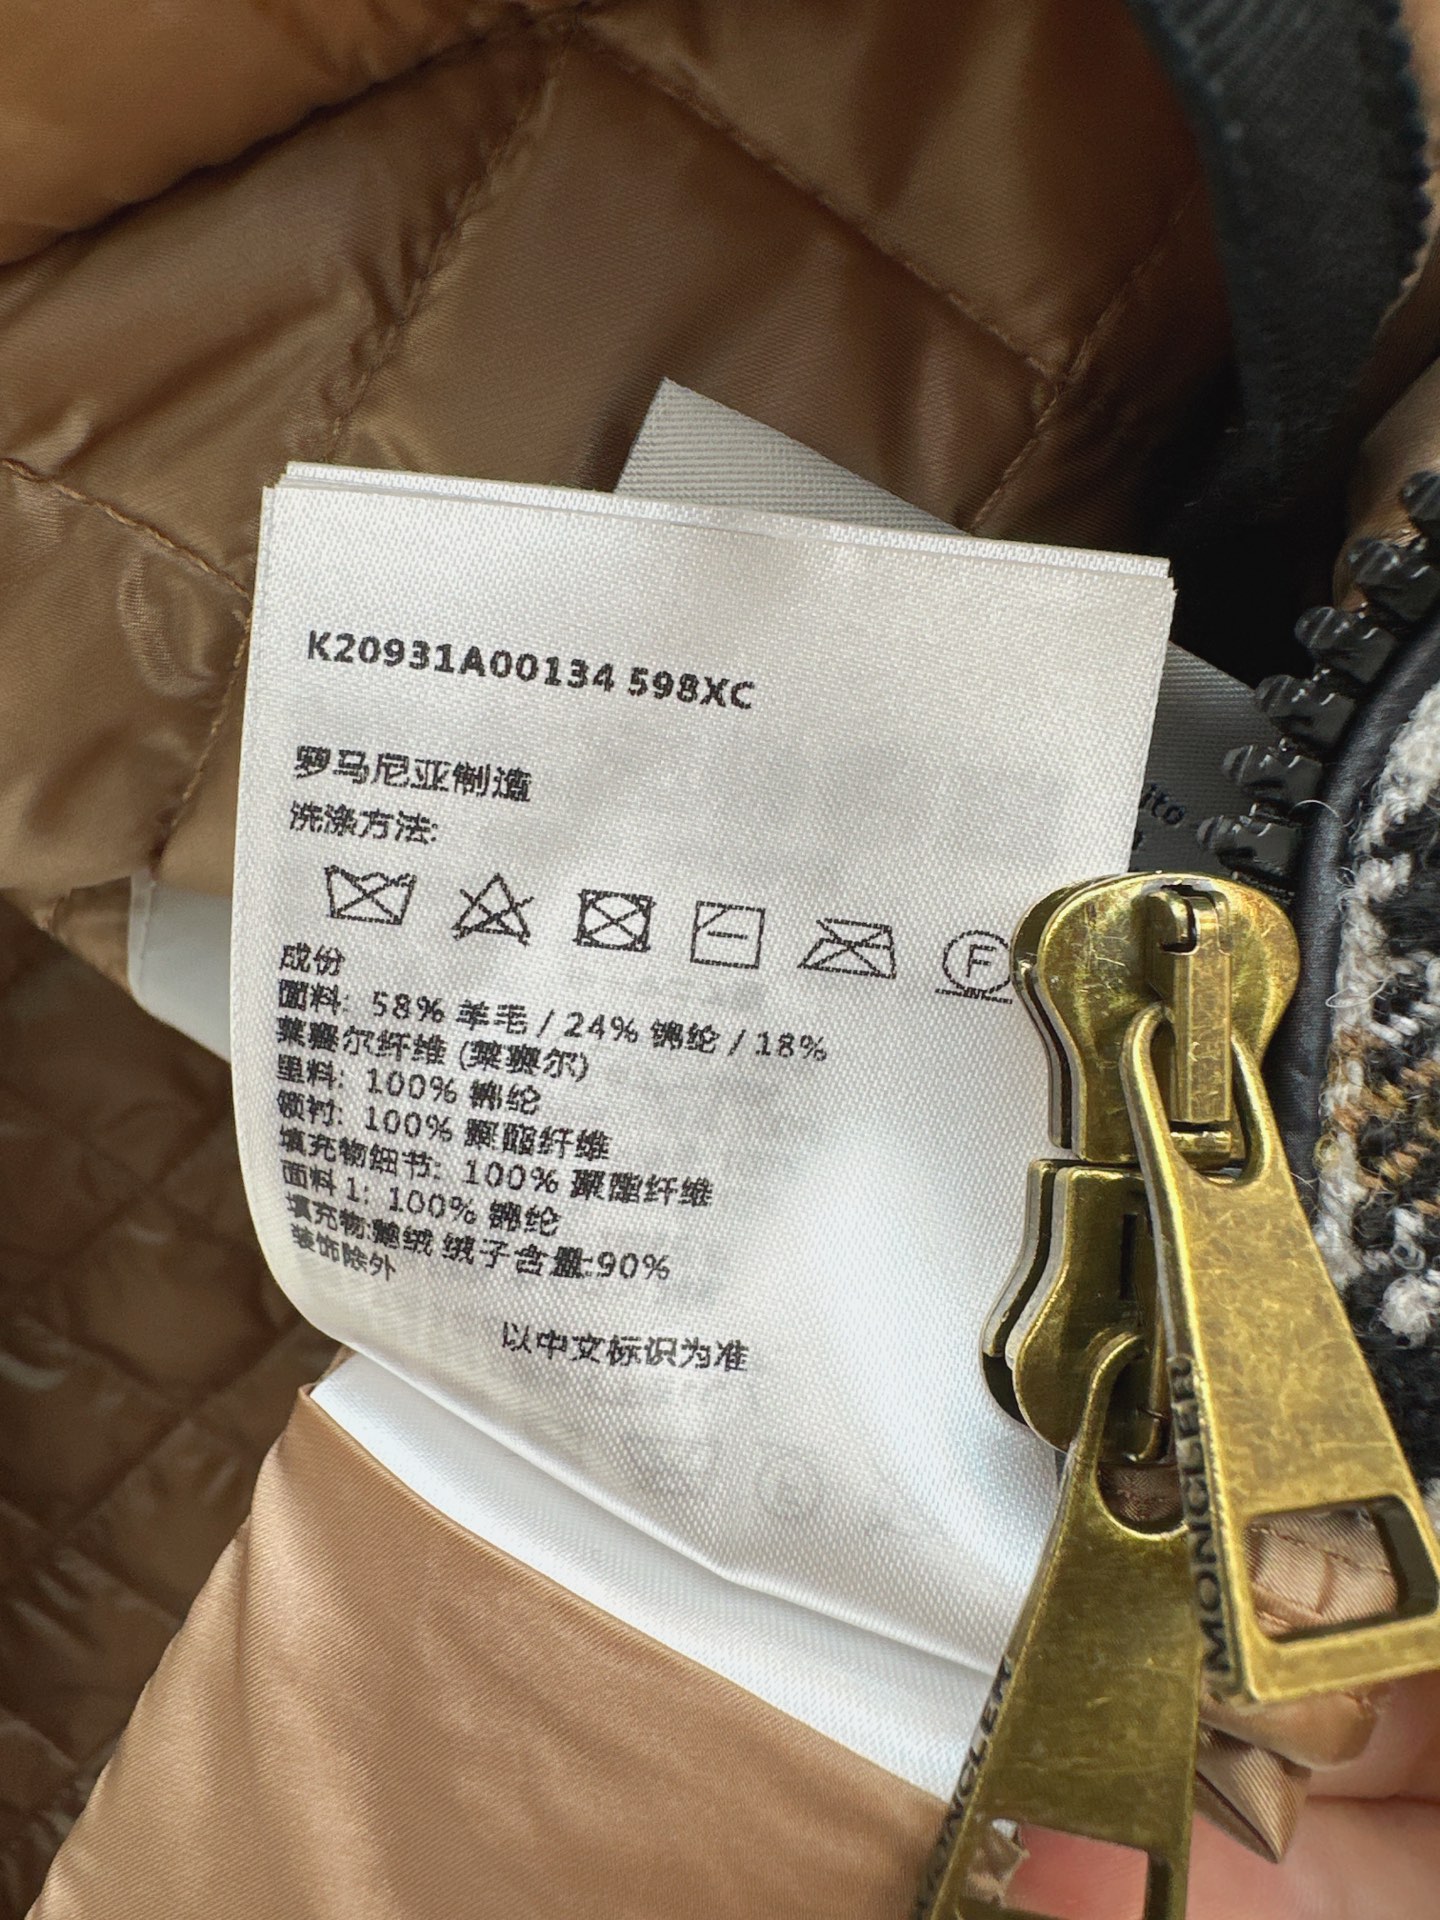 K20931A00134 598XC
罗马尼亚制造
洗涤方法:
F
成份
面料: 58% 羊毛 / 24% 锦纶 / 18%
莱赛尔纤维 (莱赛尔)
里料: 100% 锦纶
领衬: 100% 聚酯纤维
填充物细节: 100% 聚酯纤维
面料 1: 100% 锦纶
填充物:鹅绒 绒子含量:90%
装饰除外
以中文标识为准
MONCLER
MONCLER